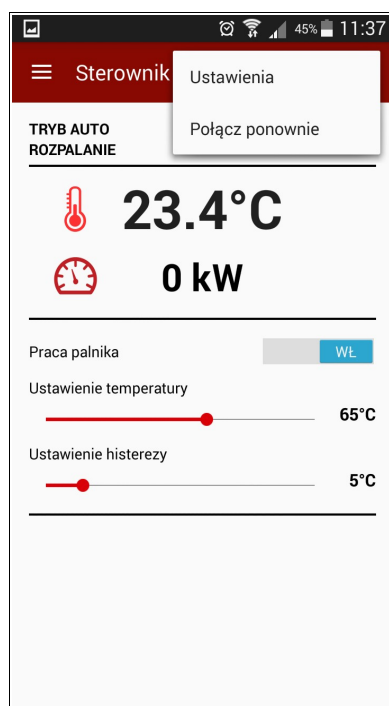 45% 11:37
Sterownik
Ustawienia
Połącz ponownie
TRYB AUTO
ROZPALANIE
23.4°C
0 kW
Praca palnika WŁ
Ustawienie temperatury
65°C
Ustawienie histerezy
5°C